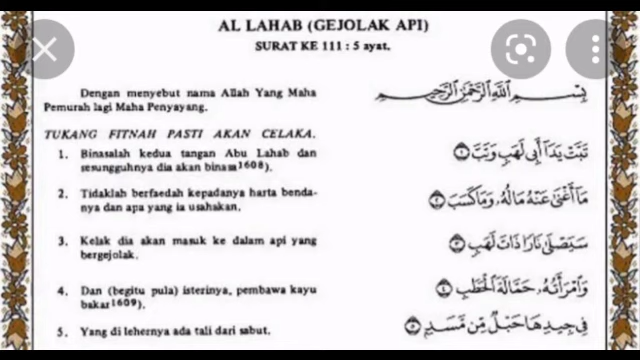 AL LAHAB (GEJOLAK API)
SURAT KE 111 : 5 ayat.
Dengan menyebut nama Allah Yang Maha
Pemurah lagi Maha Penyayang.
بِسْمِ اللَّهِ الرَّحْمَٰنِ الرَّحِيمِ
TUKANG FITNAH PASTI AKAN CELAKA.
1. Binasalah kedua tangan Abu Lahab dan
sesungguhnya dia akan binasa1608).
تَبَّتْ يَدَا أَبِي لَهَبٍ وَتَبَّ ۝١
2. Tidaklah berfaedah kepadanya harta benda-
nya dan apa yang ia usahakan.
مَا أَغْنَىٰ عَنْهُ مَالُهُ وَمَا كَسَبَ ۝٢
3. Kelak dia akan masuk ke dalam api yang
bergejolak.
سَيَصْلَىٰ نَارًا ذَاتَ لَهَبٍ ۝٣
4. Dan (begitu pula) isterinya, pembawa kayu
bakar1609).
وَامْرَأَتُهُ حَمَّالَةَ الْحَطَبِ ۝٤
5. Yang di lehernya ada tali dari sabut.
فِي جِيدِهَا حَبْلٌ مِّن مَّسَدٍ ۝٥